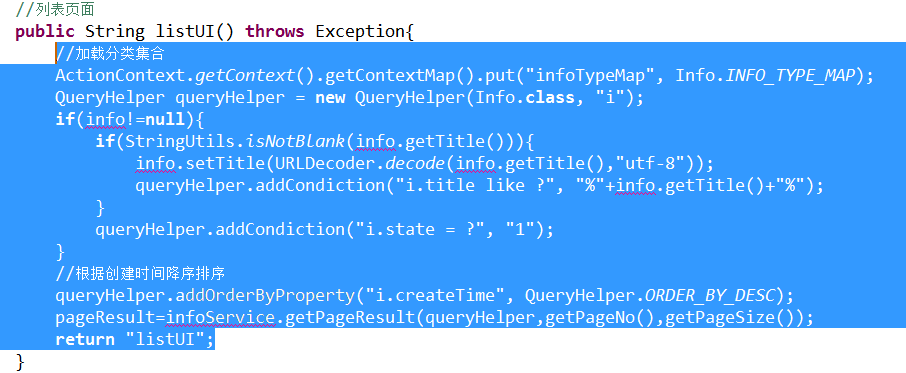 //列表页面
public String listUI() throws Exception{
//加载分类集合
ActionContext.getContext().getContextMap().put("infoTypeMap", Info.INFO_TYPE_MAP);
QueryHelper queryHelper = new QueryHelper(Info.class, "i");
if(info!=null){
if(StringUtils.isNotBlank(info.getTitle())){
info.setTitle(URLDecoder.decode(info.getTitle(),"utf-8"));
queryHelper.addCondiction("i.title like ?", "%"+info.getTitle()+"%");
}
queryHelper.addCondiction("i.state = ?", "1");
}
//根据创建时间降序排序
queryHelper.addOrderByProperty("i.createTime", QueryHelper.ORDER_BY_DESC);
pageResult=infoService.getPageResult(queryHelper,getPageNo(),getPageSize());
return "listUI";
}